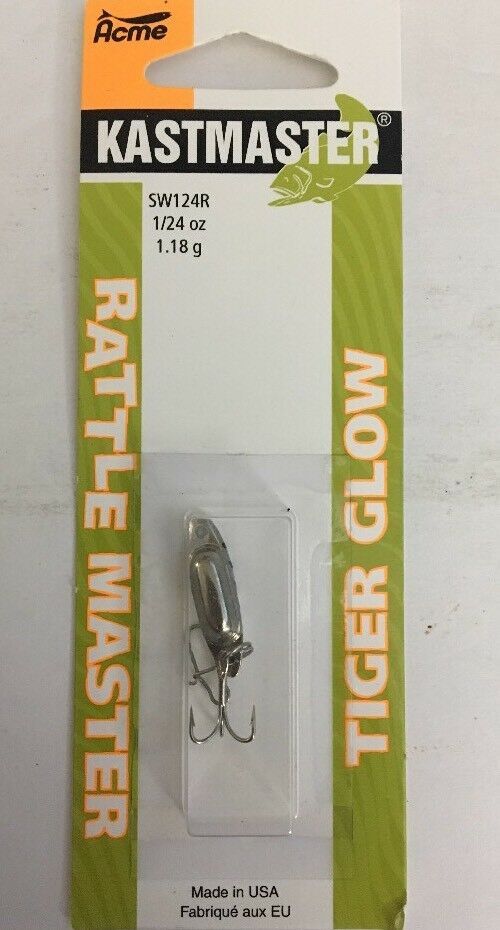 Acme
KASTMASTER®
SW124R
1/24 oz
1.18 g
RATTLE MASTER
TIGER GLOW
Made in USA
Fabriqué aux EU